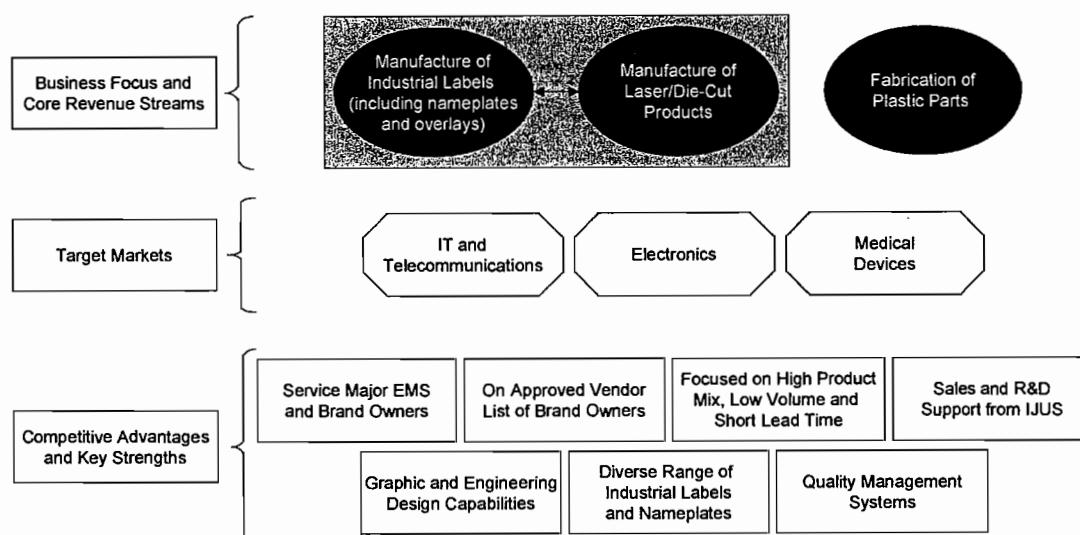 Business Focus and
Core Revenue Streams
Manufacture of
Industrial Labels
(including nameplates
and overlays)
Manufacture of
Laser/Die-Cut
Products
Fabrication of
Plastic Parts
Target Markets
IT and
Telecommunications
Electronics
Medical
Devices
Competitive Advantages
and Key Strengths
Service Major EMS
and Brand Owners
On Approved Vendor
List of Brand Owners
Focused on High Product
Mix, Low Volume and
Short Lead Time
Sales and R&D
Support from IJUS
Graphic and Engineering
Design Capabilities
Diverse Range of
Industrial Labels
and Nameplates
Quality Management
Systems